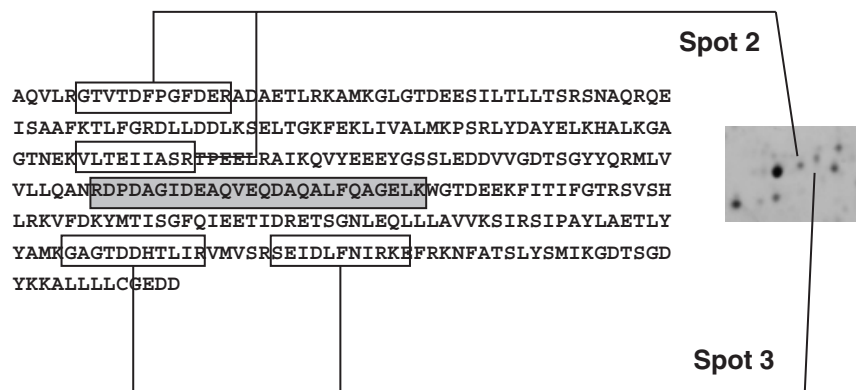 Spot 2
AQVLRGTVTDFPGFDERADAETLRKAMKGLGTDEESILTLLTSRSNAQRQE
ISAAFKTLFGRDLLDDLKSELTGKFEKLIVALMKPSRLYDAYELKHALKGA
GTNEKVLTEIIASRTPEELRAIKQVYEEEYGSSLEDDVVGDTSGYYQRMLV
VLLQANRDPDAGIDEAQVEQDAQALFQAGELKWGTDEEKFITIFGTRSVSH
LRKVFDKYMTISGFQIEETIDRETSGNLEQLLLAVVKSIRSIPAYLAETLY
YAMKGAGTDDHTLIRVMVSRSEIDLFNIRKEFRKNFATSLYSMIKGDTSGD
YKKALLLLCGEDD
Spot 3